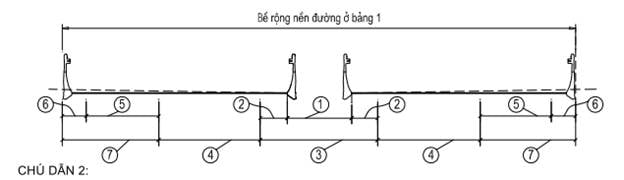 Bề rộng nền đường ở bảng 1
6 5 2 1 2 5 6
7 4 3 4 7
CHÚ DẪN 2: